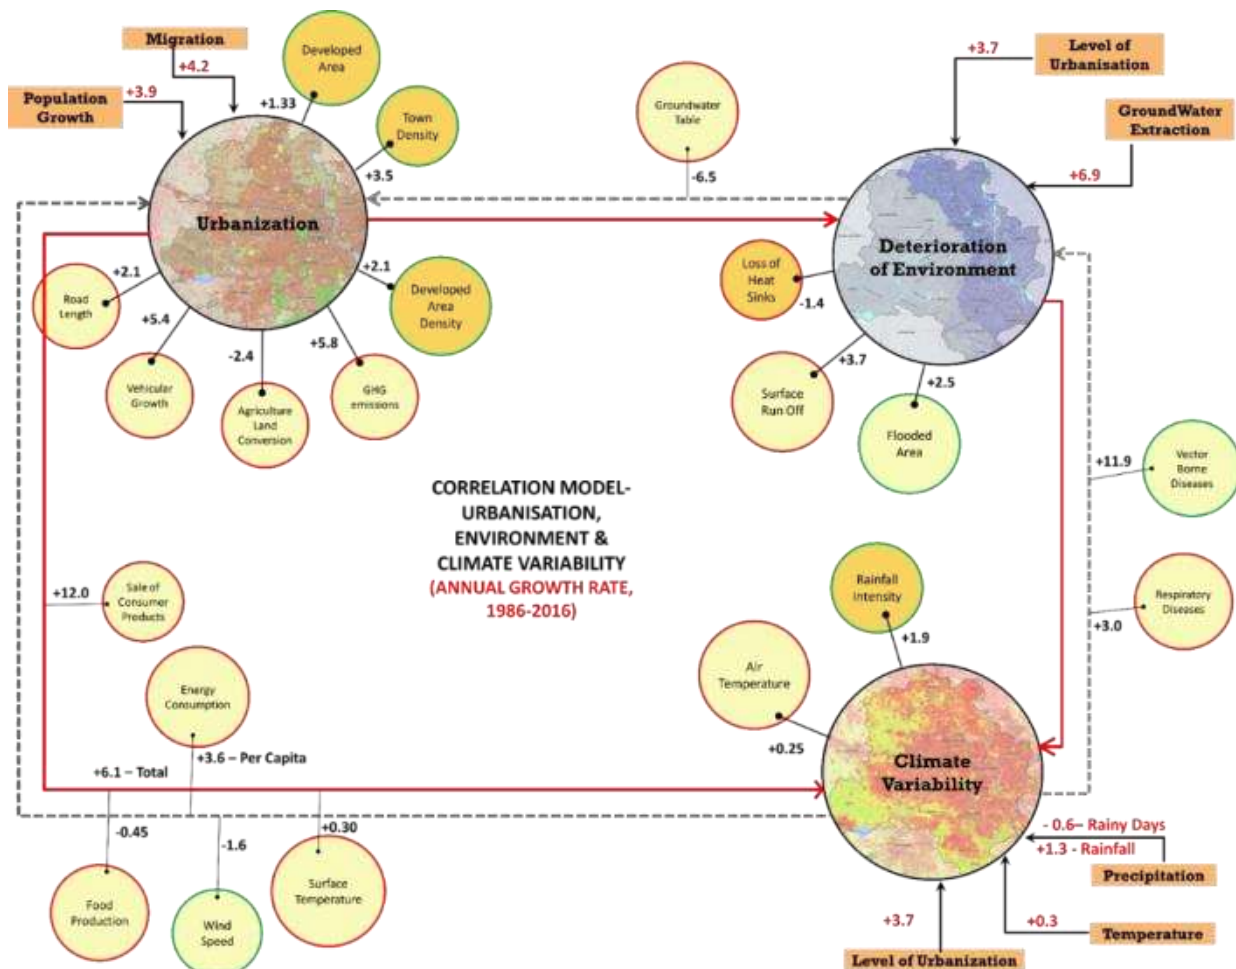 Migration
+4.2
Population
Growth
+3.9
Developed
Area
+1.33
Town
Density
+3.5
Urbanization
+2.1
Developed
Area
Density
+2.1
Road
Length
+5.4
Vehicular
Growth
-2.4
Agriculture
Land
Conversion
+5.8
GHG
emissions
Groundwater
Table
-6.5
+3.7
Level of
Urbanisation
GroundWater
Extraction
+6.9
Deterioration
of Environment
Loss of
Heat
Sinks
-1.4
+3.7
Surface
Run Off
+2.5
Flooded
Area
CORRELATION MODEL-
URBANISATION,
ENVIRONMENT &
CLIMATE VARIABILITY
(ANNUAL GROWTH RATE,
1986-2016)
+11.9
Vector
Borne
Diseases
Respiratory
Diseases
+3.0
+12.0
Sale of
Consumer
Products
Energy
Consumption
+3.6 – Per Capita
+6.1 – Total
Rainfall
Intensity
+1.9
Air
Temperature
+0.25
Climate
Variability
-0.45
Food
Production
-1.6
Wind
Speed
+0.30
Surface
Temperature
- 0.6– Rainy Days
+1.3 - Rainfall
Precipitation
+0.3
Temperature
+3.7
Level of Urbanization